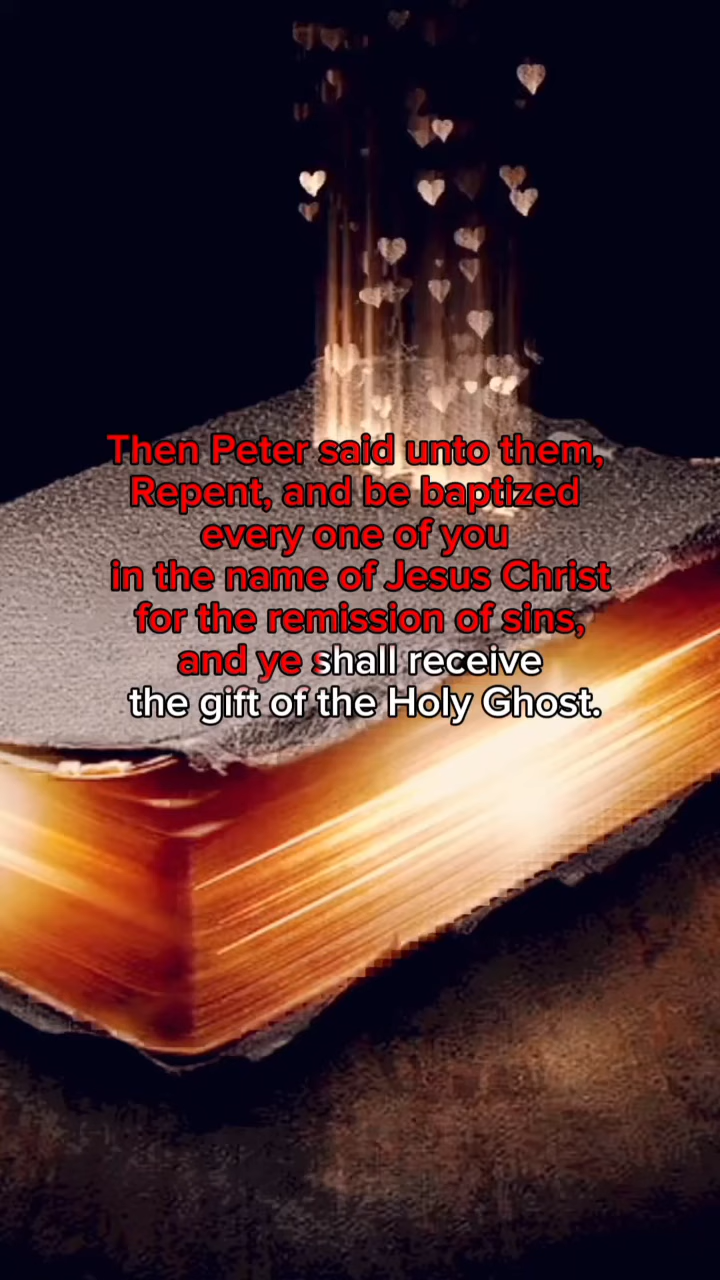 Then Peter said unto them,
Repent, and be baptized
every one of you
in the name of Jesus Christ
for the remission of sins,
and ye shall receive
the gift of the Holy Ghost.